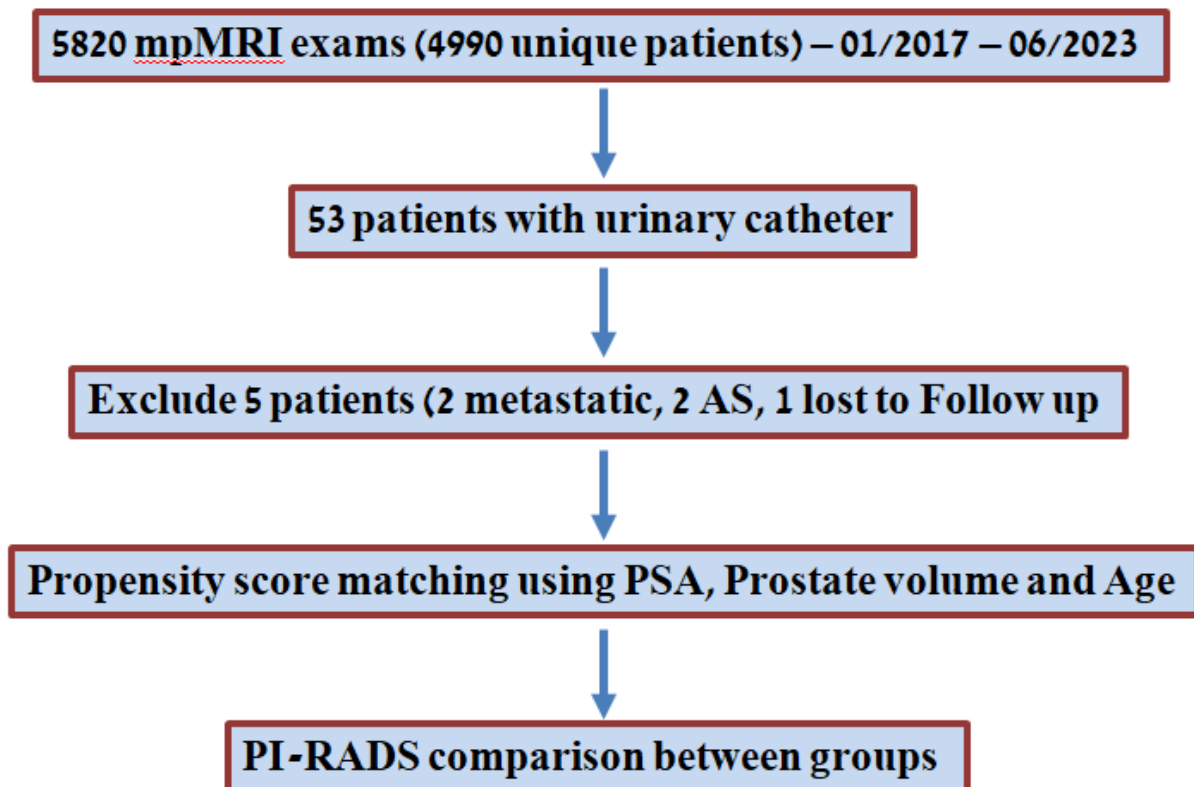 5820 mpMRI exams (4990 unique patients) – 01/2017 – 06/2023
53 patients with urinary catheter
Exclude 5 patients (2 metastatic, 2 AS, 1 lost to Follow up
Propensity score matching using PSA, Prostate volume and Age
PI-RADS comparison between groups